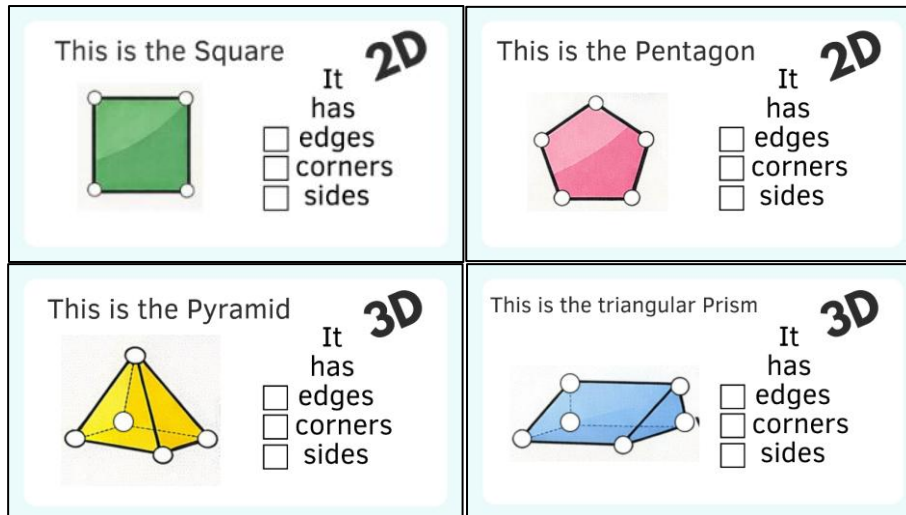 This is the Square
2D
It
has
edges
corners
sides
This is the Pentagon
2D
It
has
edges
corners
sides
This is the Pyramid
3D
It
has
edges
corners
sides
This is the triangular Prism
3D
It
has
edges
corners
sides